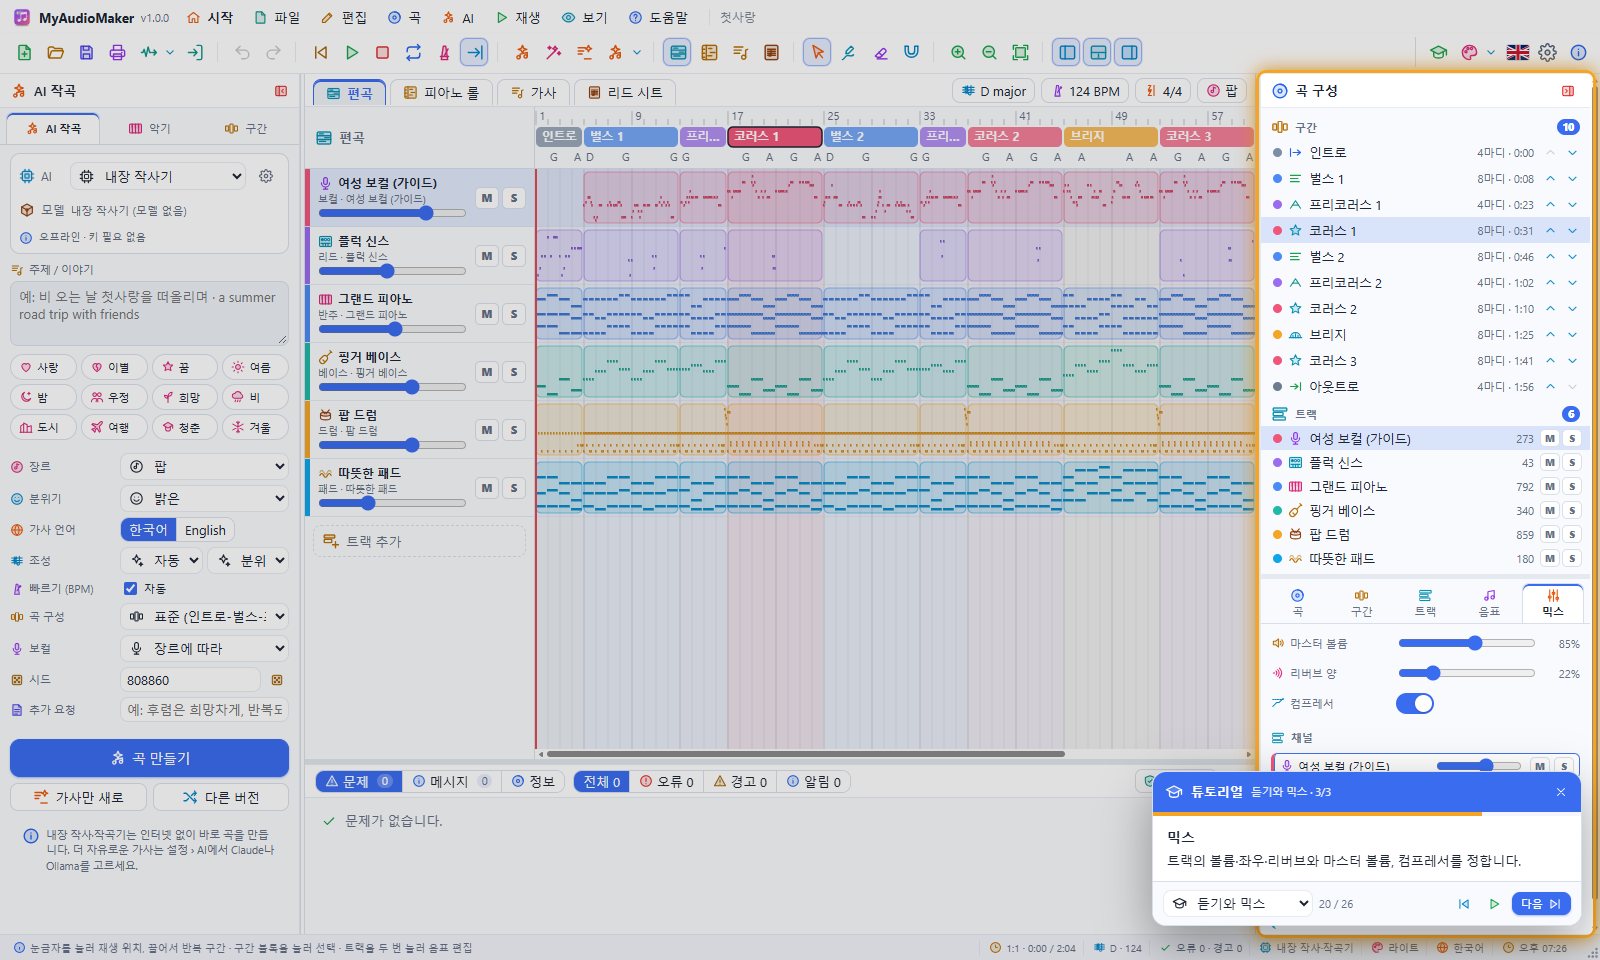 MyAudioMaker v1.0.0 시작 파일 편집 곡 AI 재생 보기 도움말 첫사랑
AI 작곡
AI 작곡 악기 구간
AI 내장 작사기
모델 내장 작사기 (모델 없음)
오프라인 · 키 필요 없음
주제 / 이야기
예: 비 오는 날 첫사랑을 떠올리며 · a summer
road trip with friends
사랑 이별 꿈 여름
밤 우정 희망 비
도시 여행 청춘 겨울
장르 팝
분위기 밝은
가사 언어 한국어 English
조성 자동 분위
빠르기 (BPM) 자동
곡 구성 표준 (인트로-벌스-
보컬 장르에 따라
시드 808860
추가 요청 예: 후렴은 희망차게, 반복도
곡 만들기
가사만 새로 다른 버전
내장 작사·작곡기는 인터넷 없이 바로 곡을 만듭
니다. 더 자유로운 가사는 설정 › AI에서 Claude나
Ollama를 고르세요.
편곡 피아노 롤 가사 리드 시트 D major 124 BPM 4/4 팝
편곡
1 9 17 25 33 41 49 57
인트로 벌스 1 프리... 코러스 1 벌스 2 프리... 코러스 2 브리지 코러스 3
G A D G G G G A G A D G G G G A G A A A G A G
여성 보컬 (가이드) M S
보컬 · 여성 보컬 (가이드)
플럭 신스 M S
리드 · 플럭 신스
그랜드 피아노 M S
반주 · 그랜드 피아노
핑거 베이스 M S
베이스 · 핑거 베이스
팝 드럼 M S
드럼 · 팝 드럼
따뜻한 패드 M S
패드 · 따뜻한 패드
트랙 추가
문제 0 메시지 0 정보 전체 0 오류 0 경고 0 알림 0
문제가 없습니다.
곡 구성
구간 10
인트로 4마디 · 0:00
벌스 1 8마디 · 0:08
프리코러스 1 4마디 · 0:23
코러스 1 8마디 · 0:31
벌스 2 8마디 · 0:46
프리코러스 2 4마디 · 1:02
코러스 2 8마디 · 1:10
브리지 8마디 · 1:25
코러스 3 8마디 · 1:41
아웃트로 4마디 · 1:56
트랙 6
여성 보컬 (가이드) 273 M S
플럭 신스 43 M S
그랜드 피아노 792 M S
핑거 베이스 340 M S
팝 드럼 859 M S
따뜻한 패드 180 M S
곡 구간 트랙 음표 믹스
마스터 볼륨 85%
리버브 양 22%
컴프레서
채널
여성 보컬 (가이드) M S
튜토리얼 듣기와 믹스 · 3/3
믹스
트랙의 볼륨·좌우·리버브와 마스터 볼륨, 컴프레서를 정합니다.
듣기와 믹스 20 / 26 다음
눈금자를 눌러 재생 위치, 끌어서 반복 구간 · 구간 블록을 눌러 선택 · 트랙을 두 번 눌러 음표 편집 1:1 · 0:00 / 2:04 D · 124 오류 0 · 경고 0 내장 작사·작곡기 라이트 한국어 오후 07:26